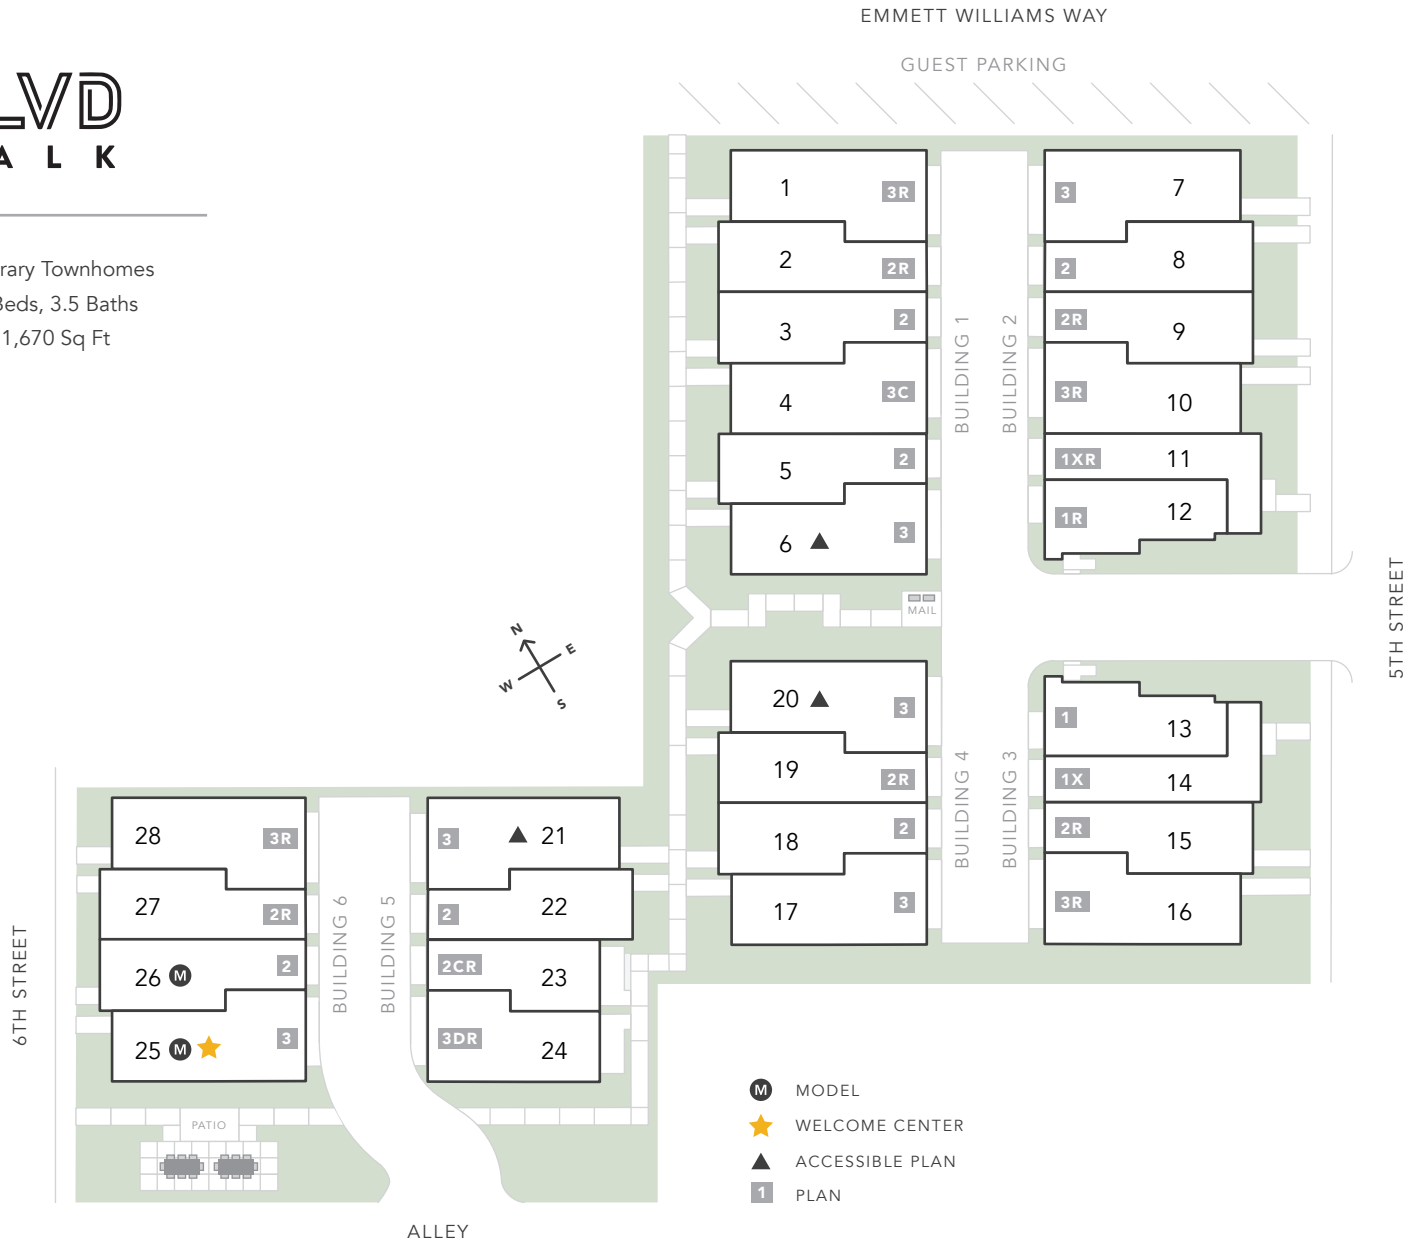 EMMETT WILLIAMS WAY
GUEST PARKING
LVD
ALK
rary Townhomes
Beds, 3.5 Baths
1,670 Sq Ft
1 3R
2 2R
3 2
4 3C
5 2
6 3
BUILDING 1
BUILDING 2
3 7
2 8
2R 9
3R 10
1XR 11
1R 12
MAIL
5TH STREET
N
E
W
S
20 3
19 2R
18 2
17 3
BUILDING 4
BUILDING 3
1 13
1X 14
2R 15
3R 16
28 3R
27 2R
26 M 2
25 M 3
BUILDING 6
BUILDING 5
3 21
2 22
2CR 23
3DR 24
6TH STREET
PATIO
ALLEY
M MODEL
WELCOME CENTER
ACCESSIBLE PLAN
1 PLAN